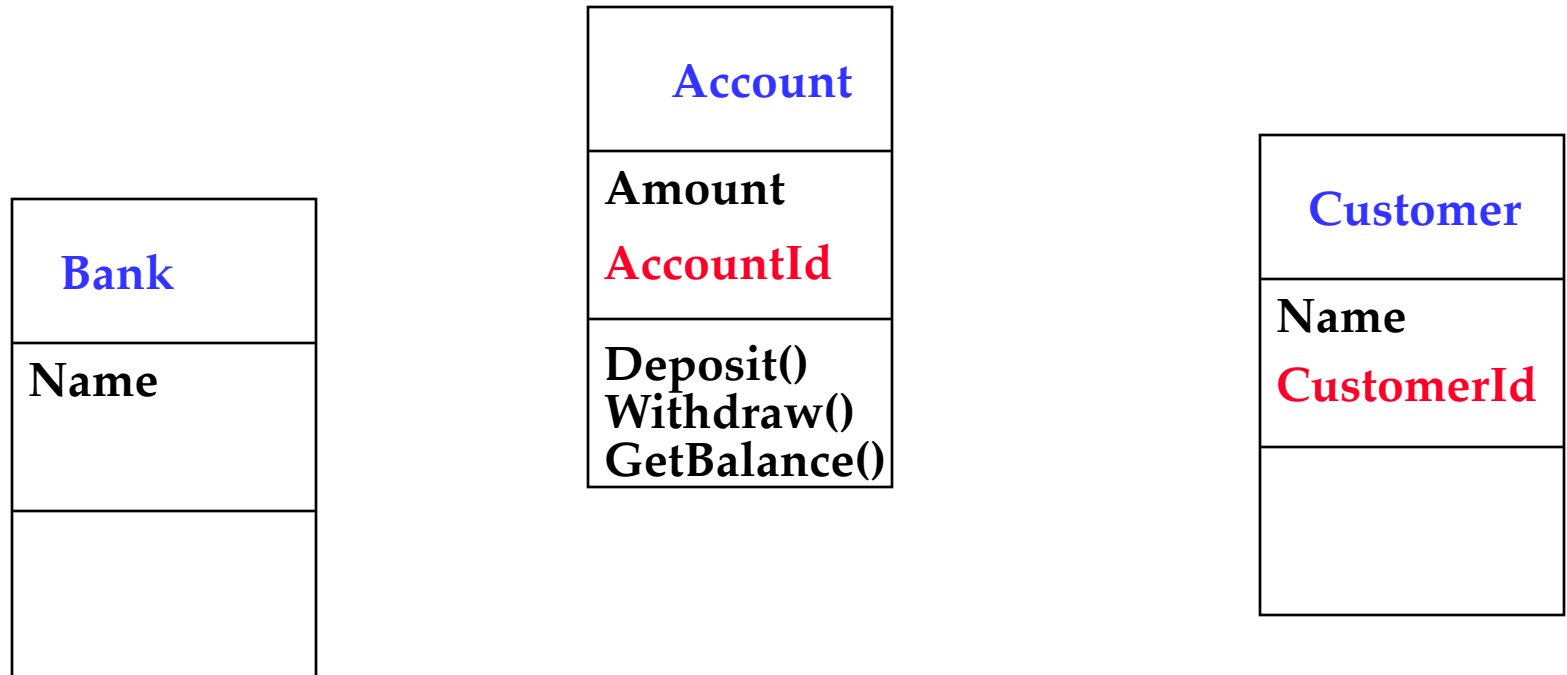 Bank
Name
Account
Amount
AccountId
Deposit()
Withdraw()
GetBalance()
Customer
Name
CustomerId